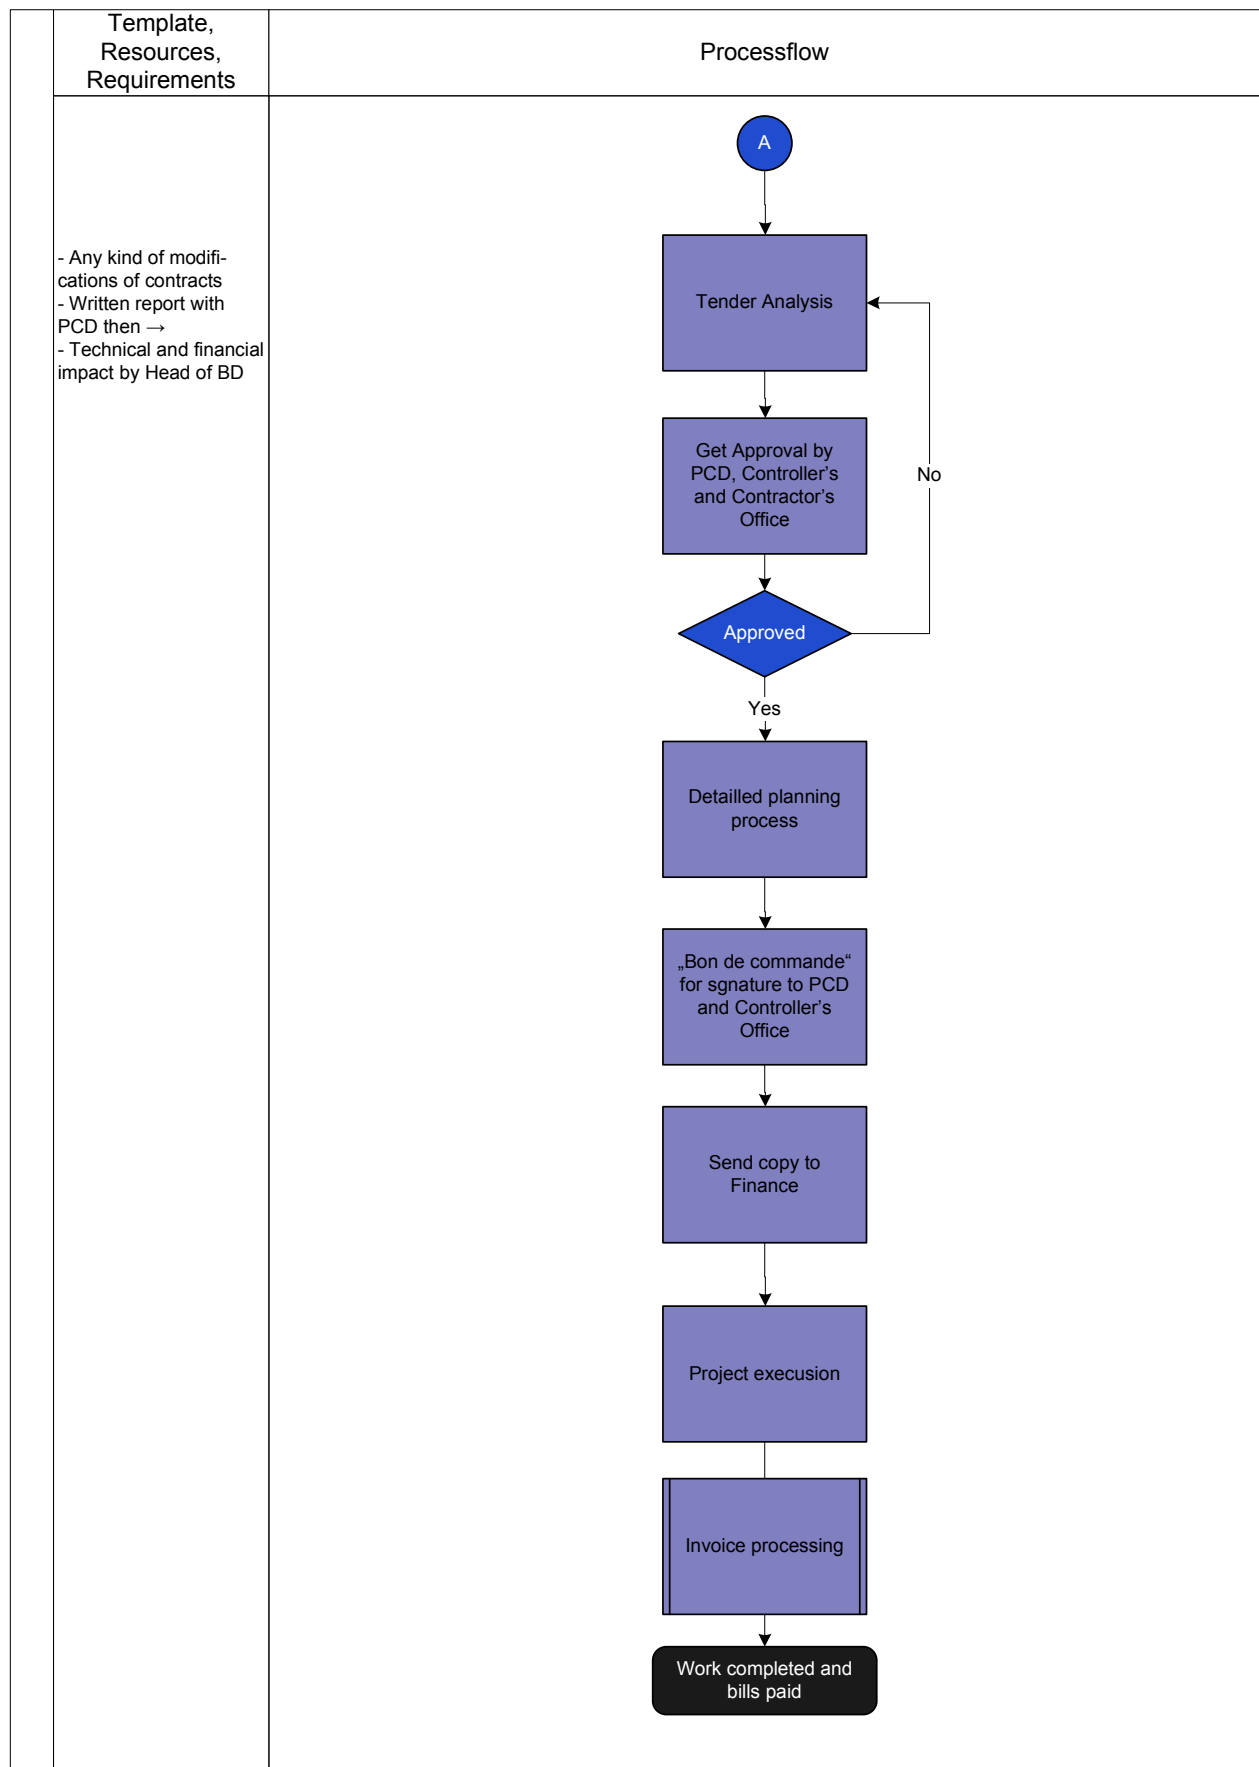 Template,
Resources,
Requirements
Processflow
A
- Any kind of modifi-
cations of contracts
- Written report with
PCD then →
- Technical and financial
impact by Head of BD
Tender Analysis
Get Approval by
PCD, Controller's
and Contractor's
Office
No
Approved
Yes
Detailled planning
process
„Bon de commande“
for sgnature to PCD
and Controller's
Office
Send copy to
Finance
Project execusion
Invoice processing
Work completed and
bills paid